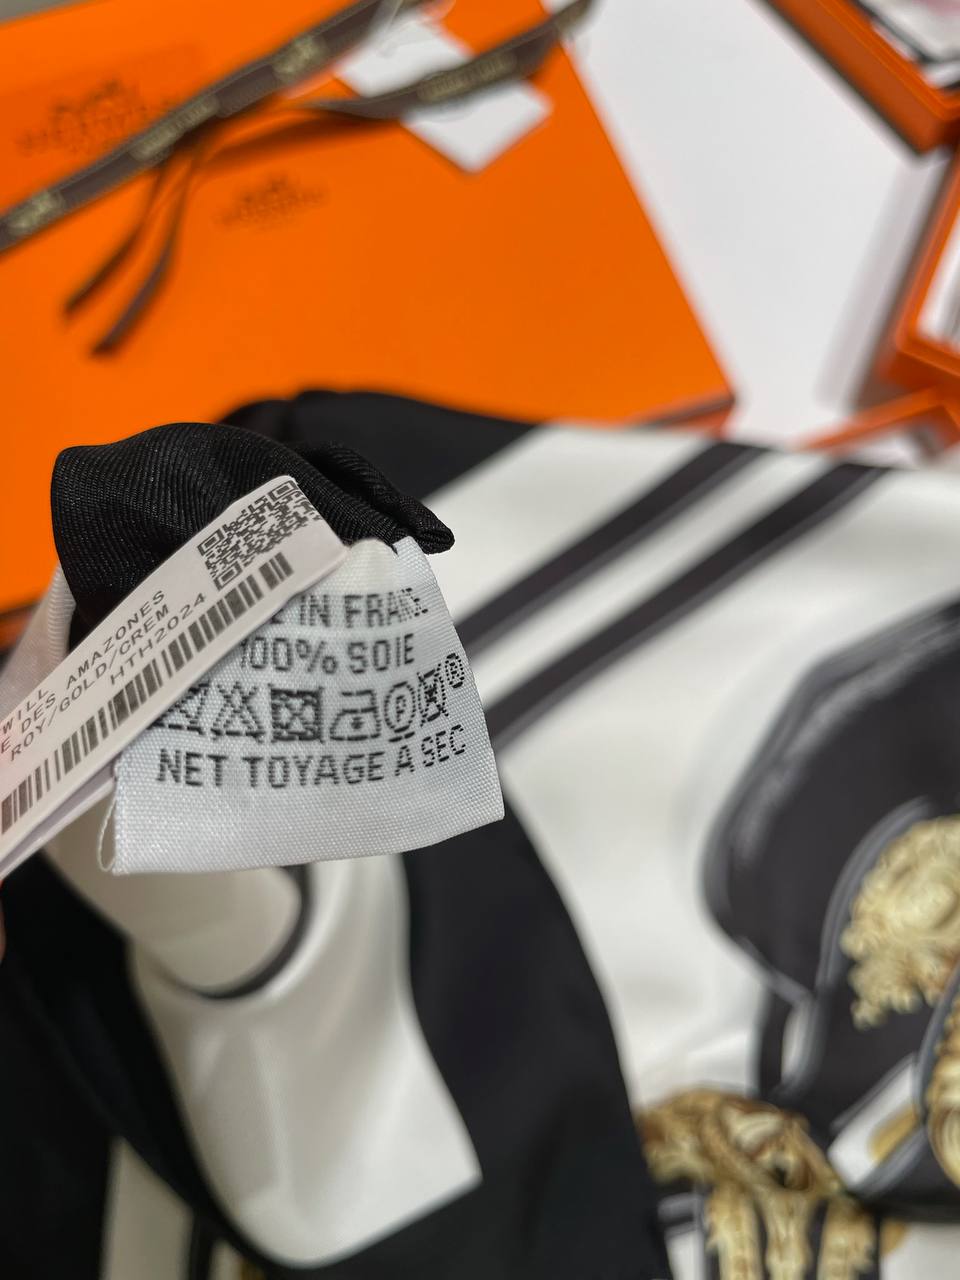 WILL
E DES AMAZONES
ROY/GOLD/CREM
HTH2024
IN FRANCE
100% SOIE
P ®
NET TOYAGE A SEC